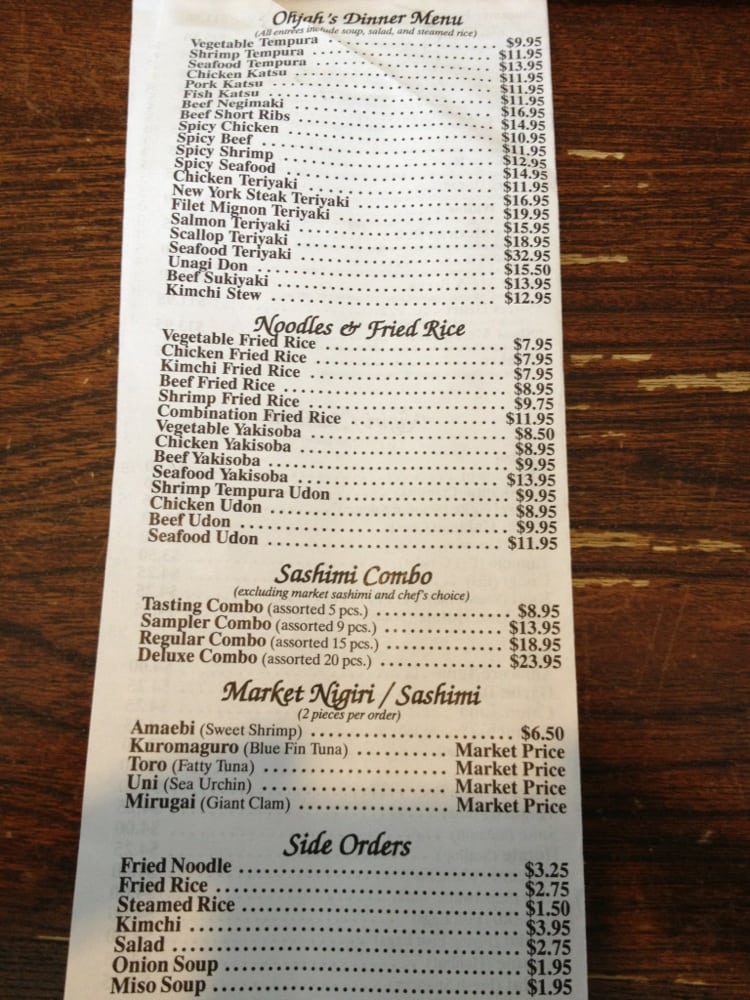 Ohjah's Dinner Menu
(All entrees include soup, salad, and steamed rice)
Vegetable Tempura ........ $9.95
Shrimp Tempura ........ $11.95
Seafood Tempura ........ $13.95
Chicken Katsu ........ $11.95
Pork Katsu ........ $11.95
Fish Katsu ........ $11.95
Beef Negimaki ........ $16.95
Beef Short Ribs ........ $14.95
Spicy Chicken ........ $10.95
Spicy Beef ........ $11.95
Spicy Shrimp ........ $12.95
Spicy Seafood ........ $14.95
Chicken Teriyaki ........ $11.95
New York Steak Teriyaki ........ $16.95
Filet Mignon Teriyaki ........ $19.95
Salmon Teriyaki ........ $15.95
Scallop Teriyaki ........ $18.95
Seafood Teriyaki ........ $32.95
Unagi Don ........ $15.50
Beef Sukiyaki ........ $13.95
Kimchi Stew ........ $12.95
Noodles & Fried Rice
Vegetable Fried Rice ........ $7.95
Chicken Fried Rice ........ $7.95
Kimchi Fried Rice ........ $7.95
Beef Fried Rice ........ $8.95
Shrimp Fried Rice ........ $9.75
Combination Fried Rice ........ $11.95
Vegetable Yakisoba ........ $8.50
Chicken Yakisoba ........ $8.95
Beef Yakisoba ........ $9.95
Seafood Yakisoba ........ $13.95
Shrimp Tempura Udon ........ $9.95
Chicken Udon ........ $8.95
Beef Udon ........ $9.95
Seafood Udon ........ $11.95
Sashimi Combo
(excluding market sashimi and chef's choice)
Tasting Combo (assorted 5 pcs.) ........ $8.95
Sampler Combo (assorted 9 pcs.) ........ $13.95
Regular Combo (assorted 15 pcs.) ........ $18.95
Deluxe Combo (assorted 20 pcs.) ........ $23.95
Market Nigiri / Sashimi
(2 pieces per order)
Amaebi (Sweet Shrimp) ........ $6.50
Kuromaguro (Blue Fin Tuna) ........ Market Price
Toro (Fatty Tuna) ........ Market Price
Uni (Sea Urchin) ........ Market Price
Mirugai (Giant Clam) ........ Market Price
Side Orders
Fried Noodle ........ $3.25
Fried Rice ........ $2.75
Steamed Rice ........ $1.50
Kimchi ........ $3.95
Salad ........ $2.75
Onion Soup ........ $1.95
Miso Soup ........ $1.95